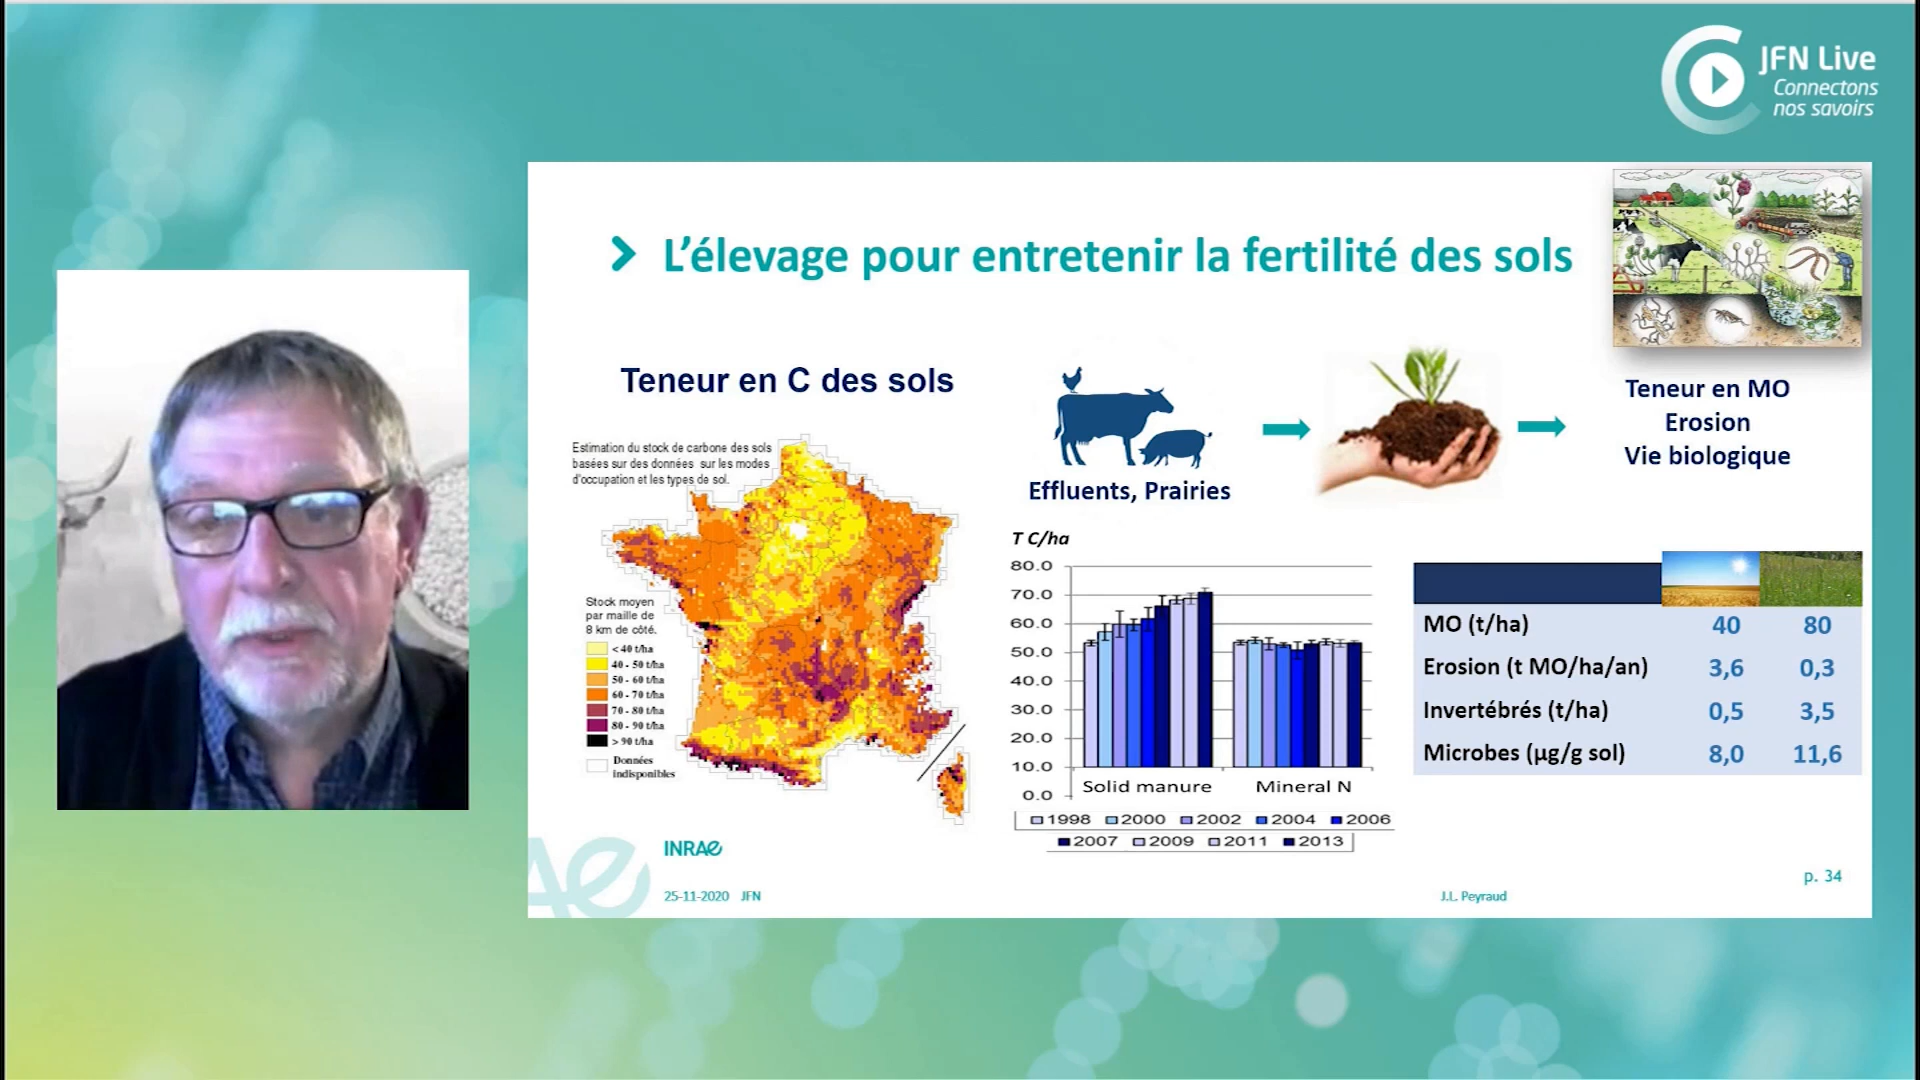 JFN Live
Connectons
nos savoirs
L'élevage pour entretenir la fertilité des sols
Teneur en C des sols
Estimation du stock de carbone des sols
basées sur des données sur les modes
d'occupation et les types de sol.
Stock moyen
par maille de
8 km de côté.
< 40 t/ha
40 - 50 t/ha
50 - 60 t/ha
60 - 70 t/ha
70 - 80 t/ha
80 - 90 t/ha
> 90 t/ha
Données
indisponibles
Effluents, Prairies
Teneur en MO
Erosion
Vie biologique
T C/ha
80.0
70.0
60.0
50.0
40.0
30.0
20.0
10.0
0.0
Solid manure Mineral N
1998 2000 2002 2004 2006
2007 2009 2011 2013
MO (t/ha) 40 80
Erosion (t MO/ha/an) 3,6 0,3
Invertébrés (t/ha) 0,5 3,5
Microbes (µg/g sol) 8,0 11,6
INRAE
25-11-2020 JFN
J.L. Peyraud
p. 34